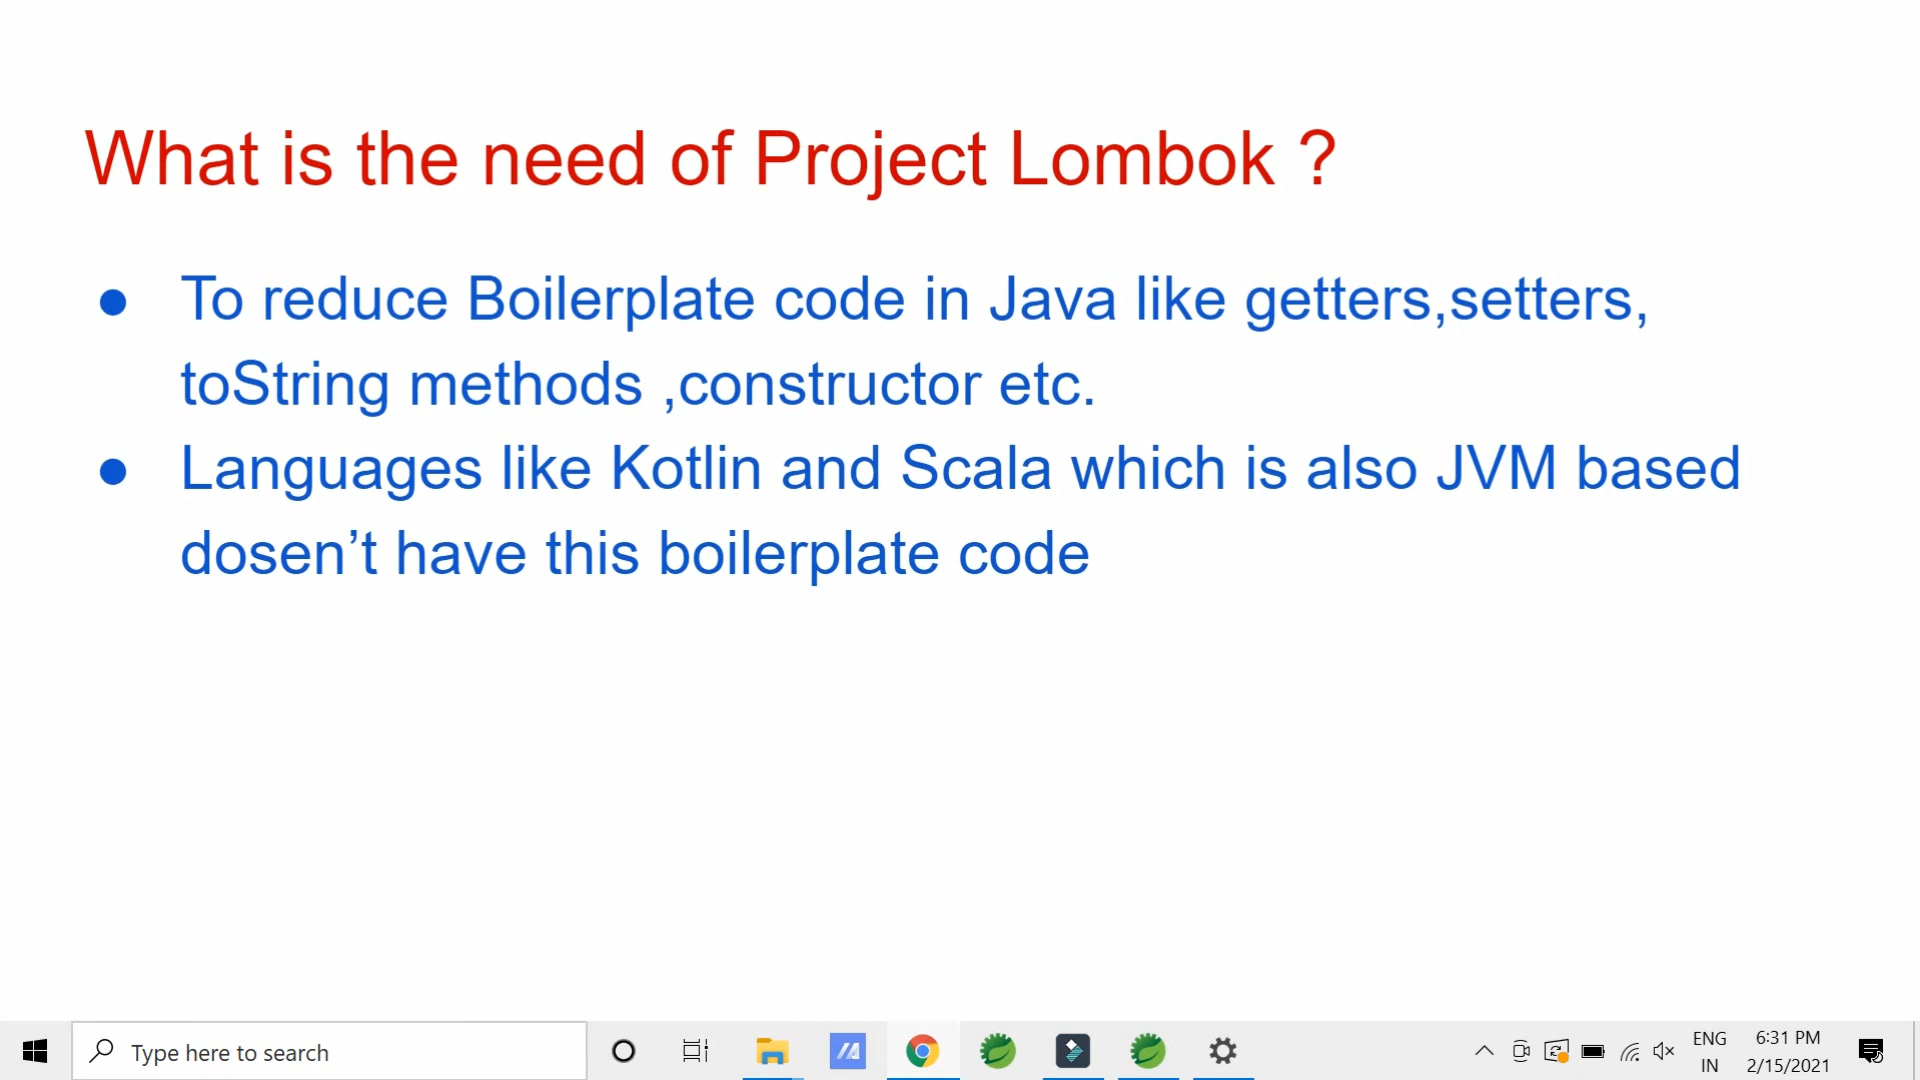 What is the need of Project Lombok ?
● To reduce Boilerplate code in Java like getters,setters,
toString methods ,constructor etc.
● Languages like Kotlin and Scala which is also JVM based
dosen’t have this boilerplate code
Type here to search
ENG
IN
6:31 PM
2/15/2021